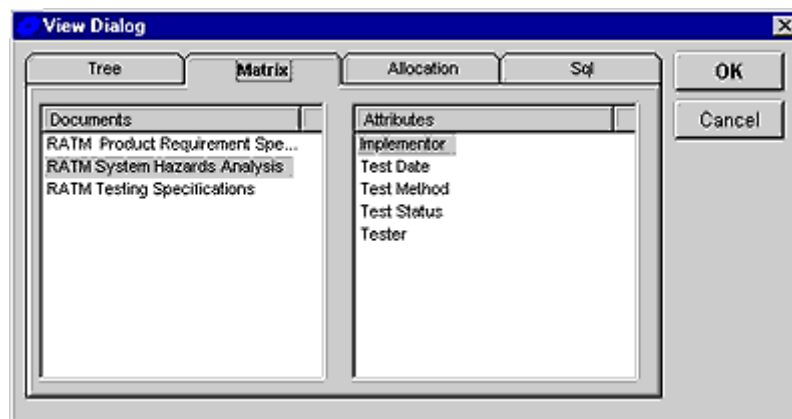 View Dialog
Tree Matrix Allocation Sql
OK
Cancel
Documents
RATM Product Requirement Spe...
RATM System Hazards Analysis
RATM Testing Specifications
Attributes
Implementor
Test Date
Test Method
Test Status
Tester